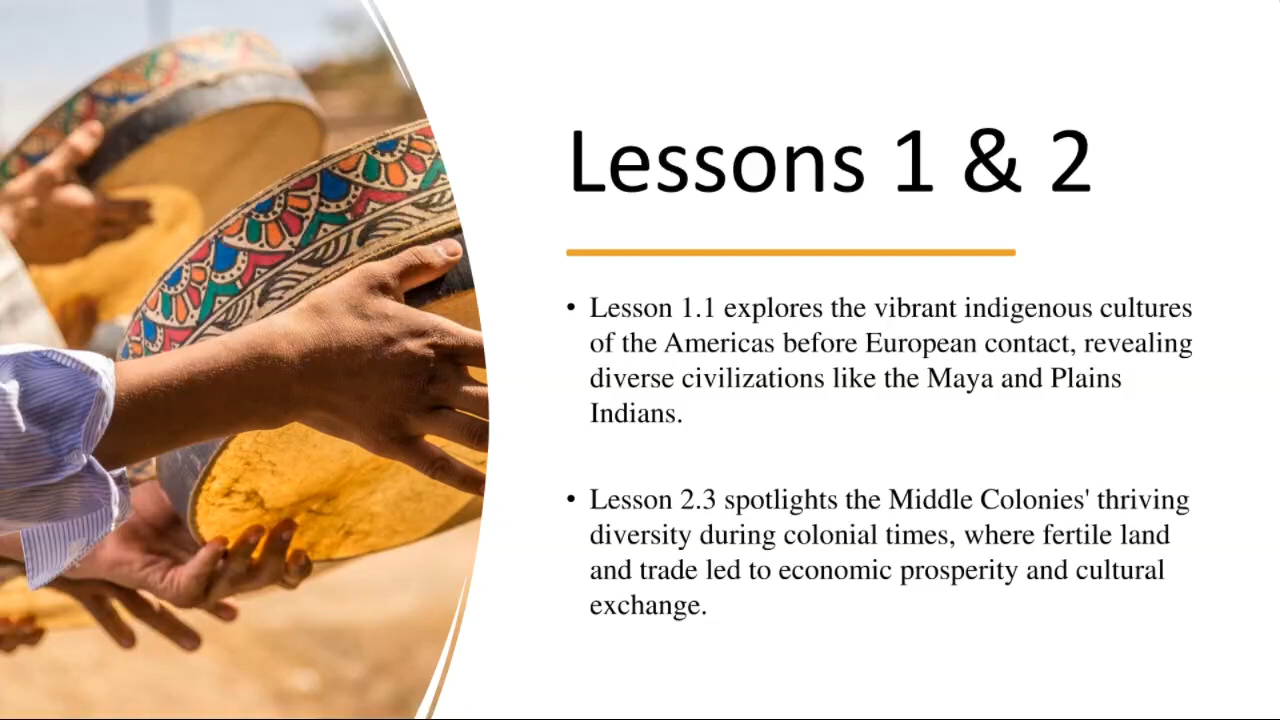 Lessons 1 & 2
• Lesson 1.1 explores the vibrant indigenous cultures
of the Americas before European contact, revealing
diverse civilizations like the Maya and Plains
Indians.
• Lesson 2.3 spotlights the Middle Colonies' thriving
diversity during colonial times, where fertile land
and trade led to economic prosperity and cultural
exchange.